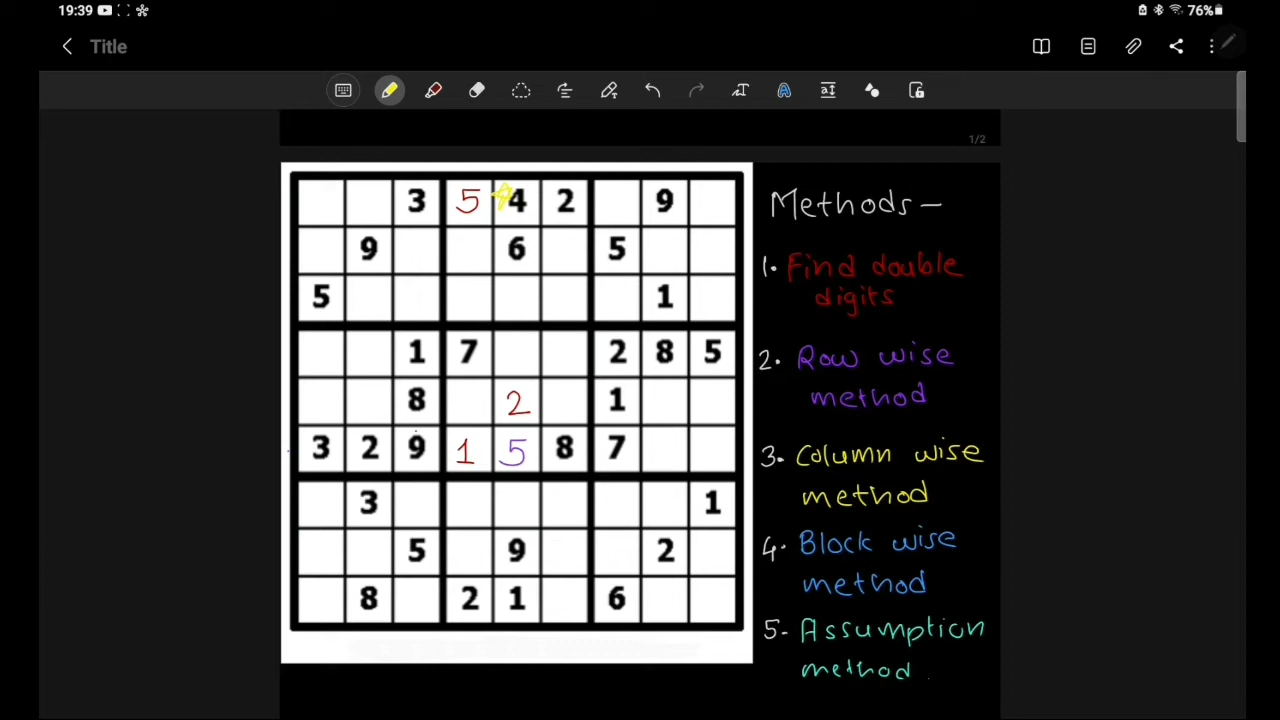 19:39
76%
Title
1/2
3 5 4 2 9
9 6 5
5 1
1 7 2 8 5
8 2 1
3 2 9 1 5 8 7
3 1
5 9 2
8 2 1 6
Methods -
1. Find double
digits
2. Row wise
method
3. Column wise
method
4. Block wise
method
5- Assumption
method